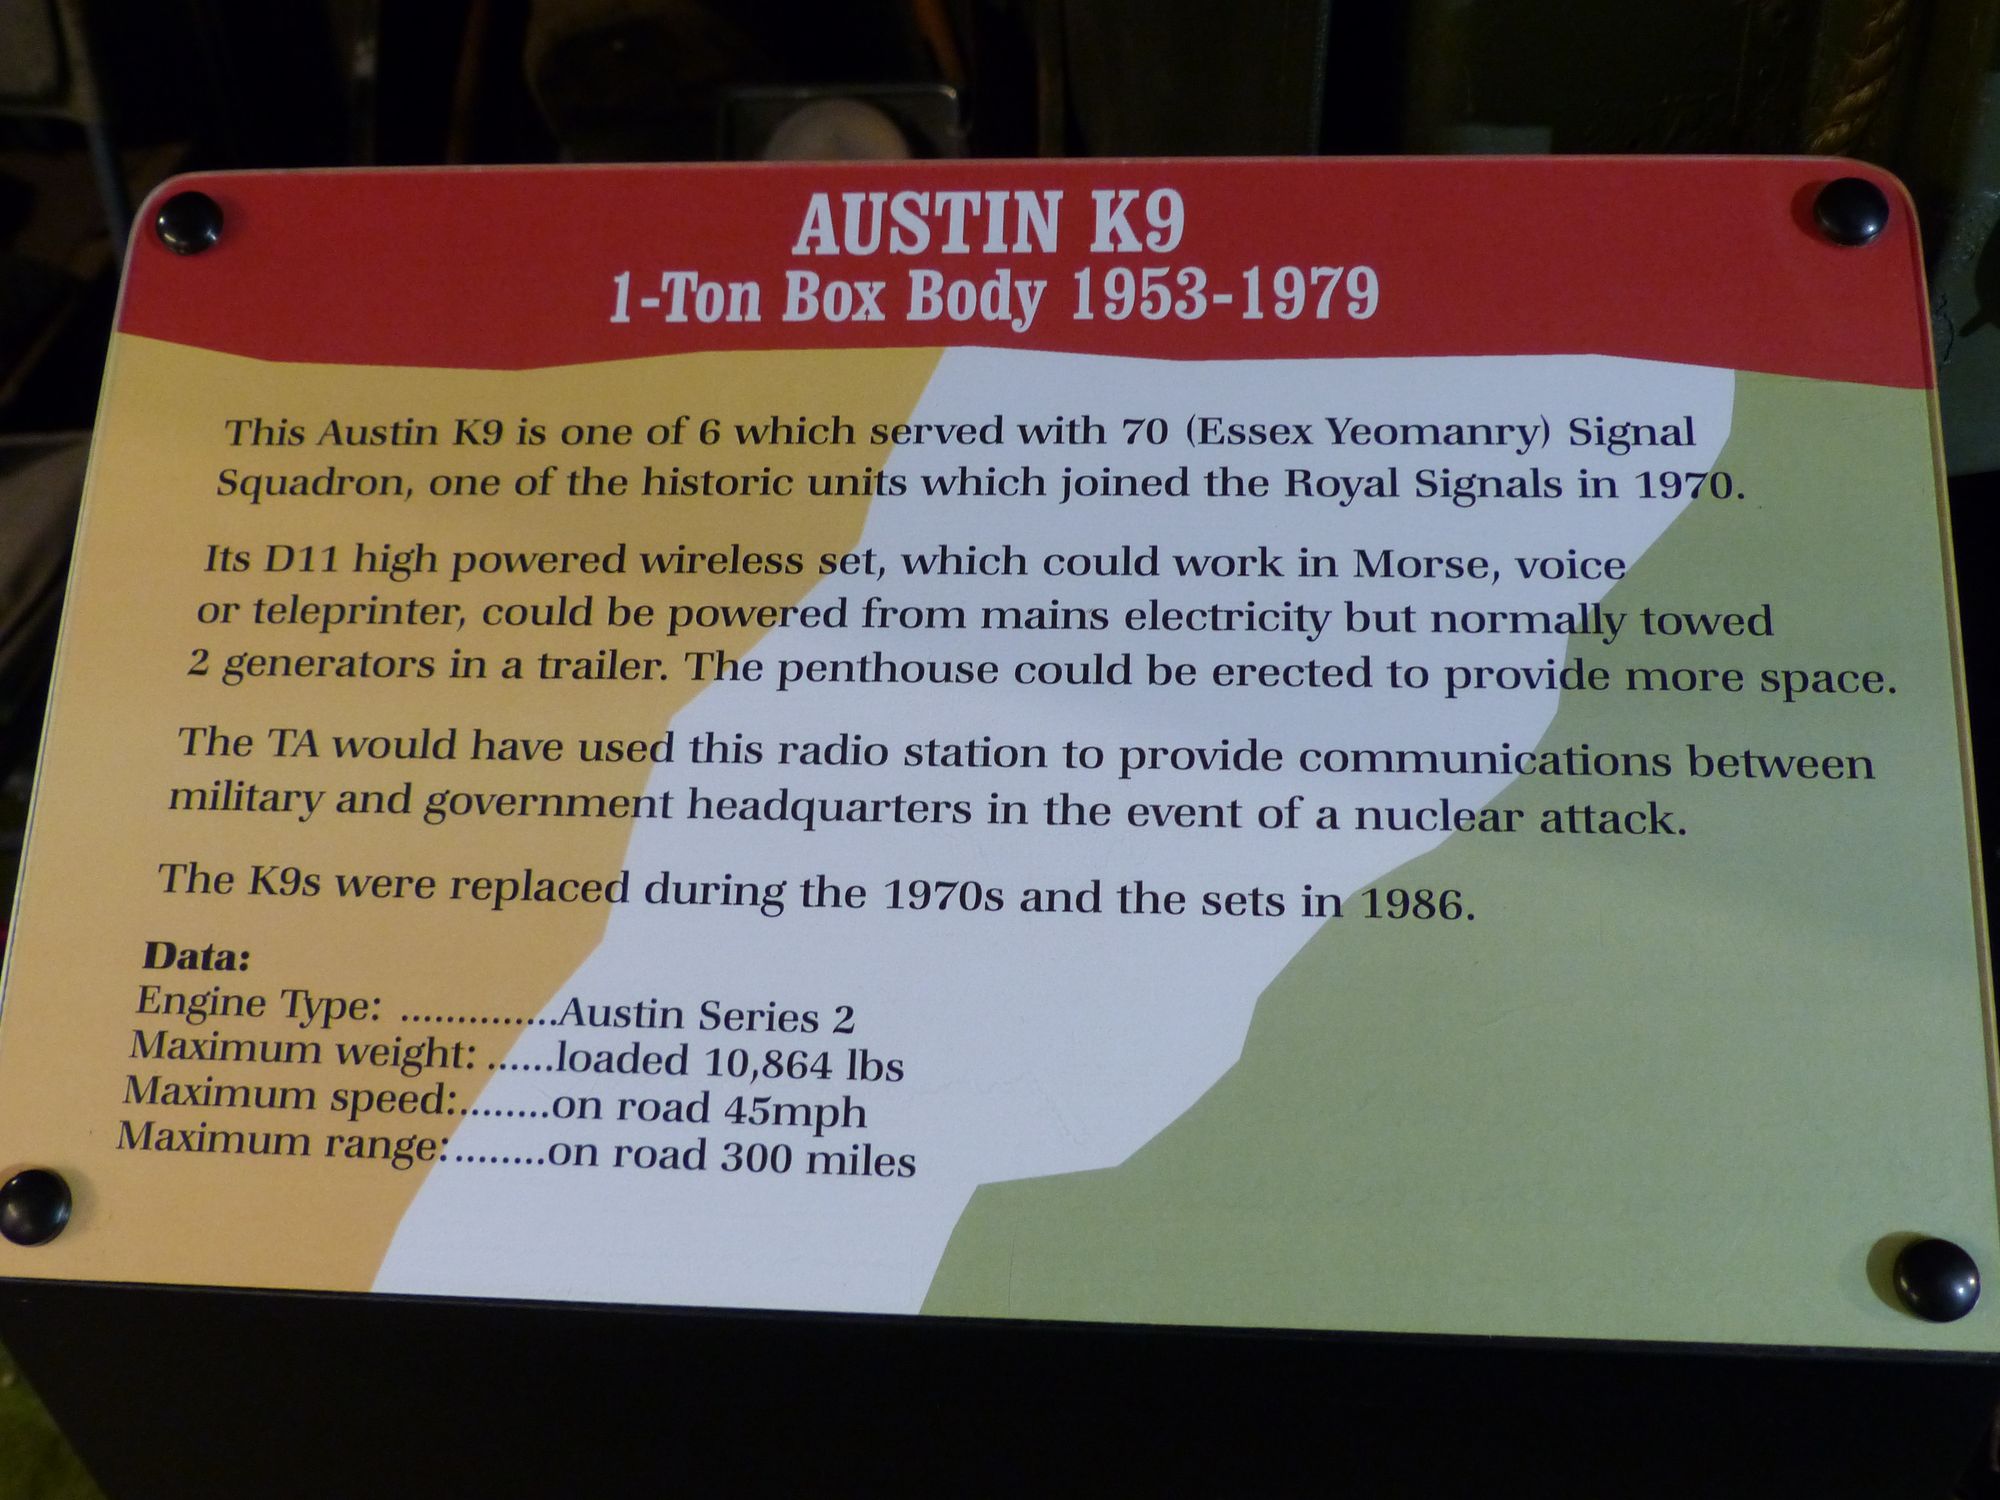 AUSTIN K9
1-Ton Box Body 1953-1979
This Austin K9 is one of 6 which served with 70 (Essex Yeomanry) Signal
Squadron, one of the historic units which joined the Royal Signals in 1970.
Its D11 high powered wireless set, which could work in Morse, voice
or teleprinter, could be powered from mains electricity but normally towed
2 generators in a trailer. The penthouse could be erected to provide more space.
The TA would have used this radio station to provide communications between
military and government headquarters in the event of a nuclear attack.
The K9s were replaced during the 1970s and the sets in 1986.
Data:
Engine Type: ..............Austin Series 2
Maximum weight: ......loaded 10,864 lbs
Maximum speed:........on road 45mph
Maximum range:........on road 300 miles